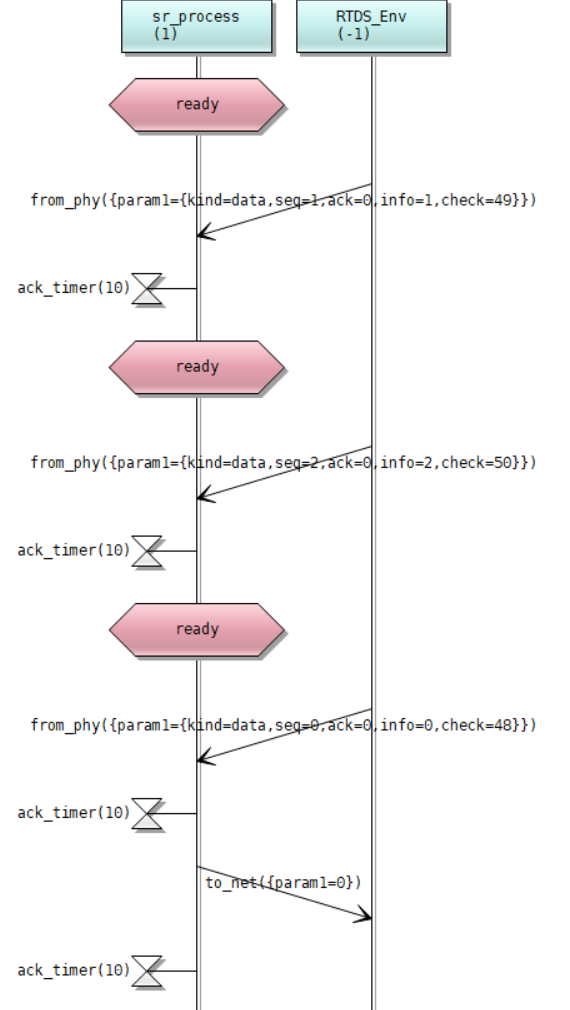 sr_process
(1)
RTDS_Env
(-1)
ready
from_phy({param1={kind=data,seq=1,ack=0,info=1,check=49}})
ack_timer(10)
ready
from_phy({param1={kind=data,seq=2,ack=0,info=2,check=50}})
ack_timer(10)
ready
from_phy({param1={kind=data,seq=0,ack=0,info=0,check=48}})
ack_timer(10)
to_net({param1=0})
ack_timer(10)